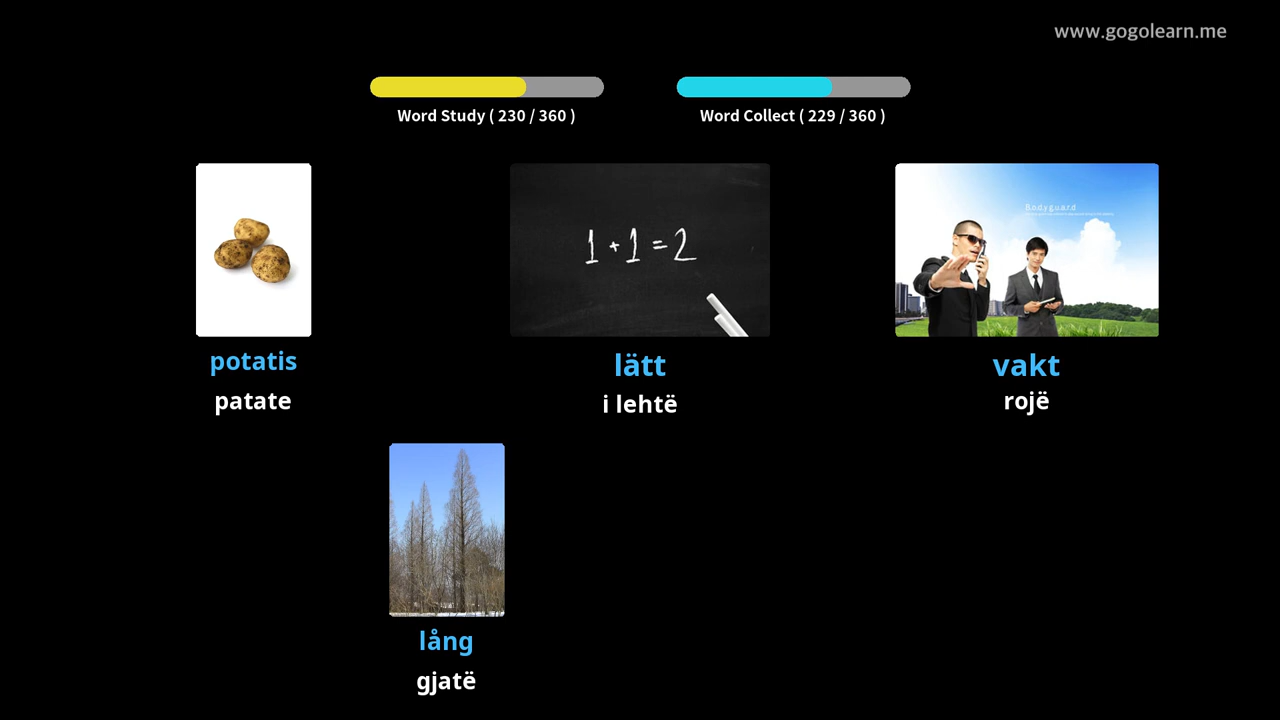 www.gogolearn.me
Word Study ( 230 / 360 )
Word Collect ( 229 / 360 )
1 + 1 = 2
Bodyguard
potatis
patate
lätt
i lehtë
vakt
rojë
lång
gjatë